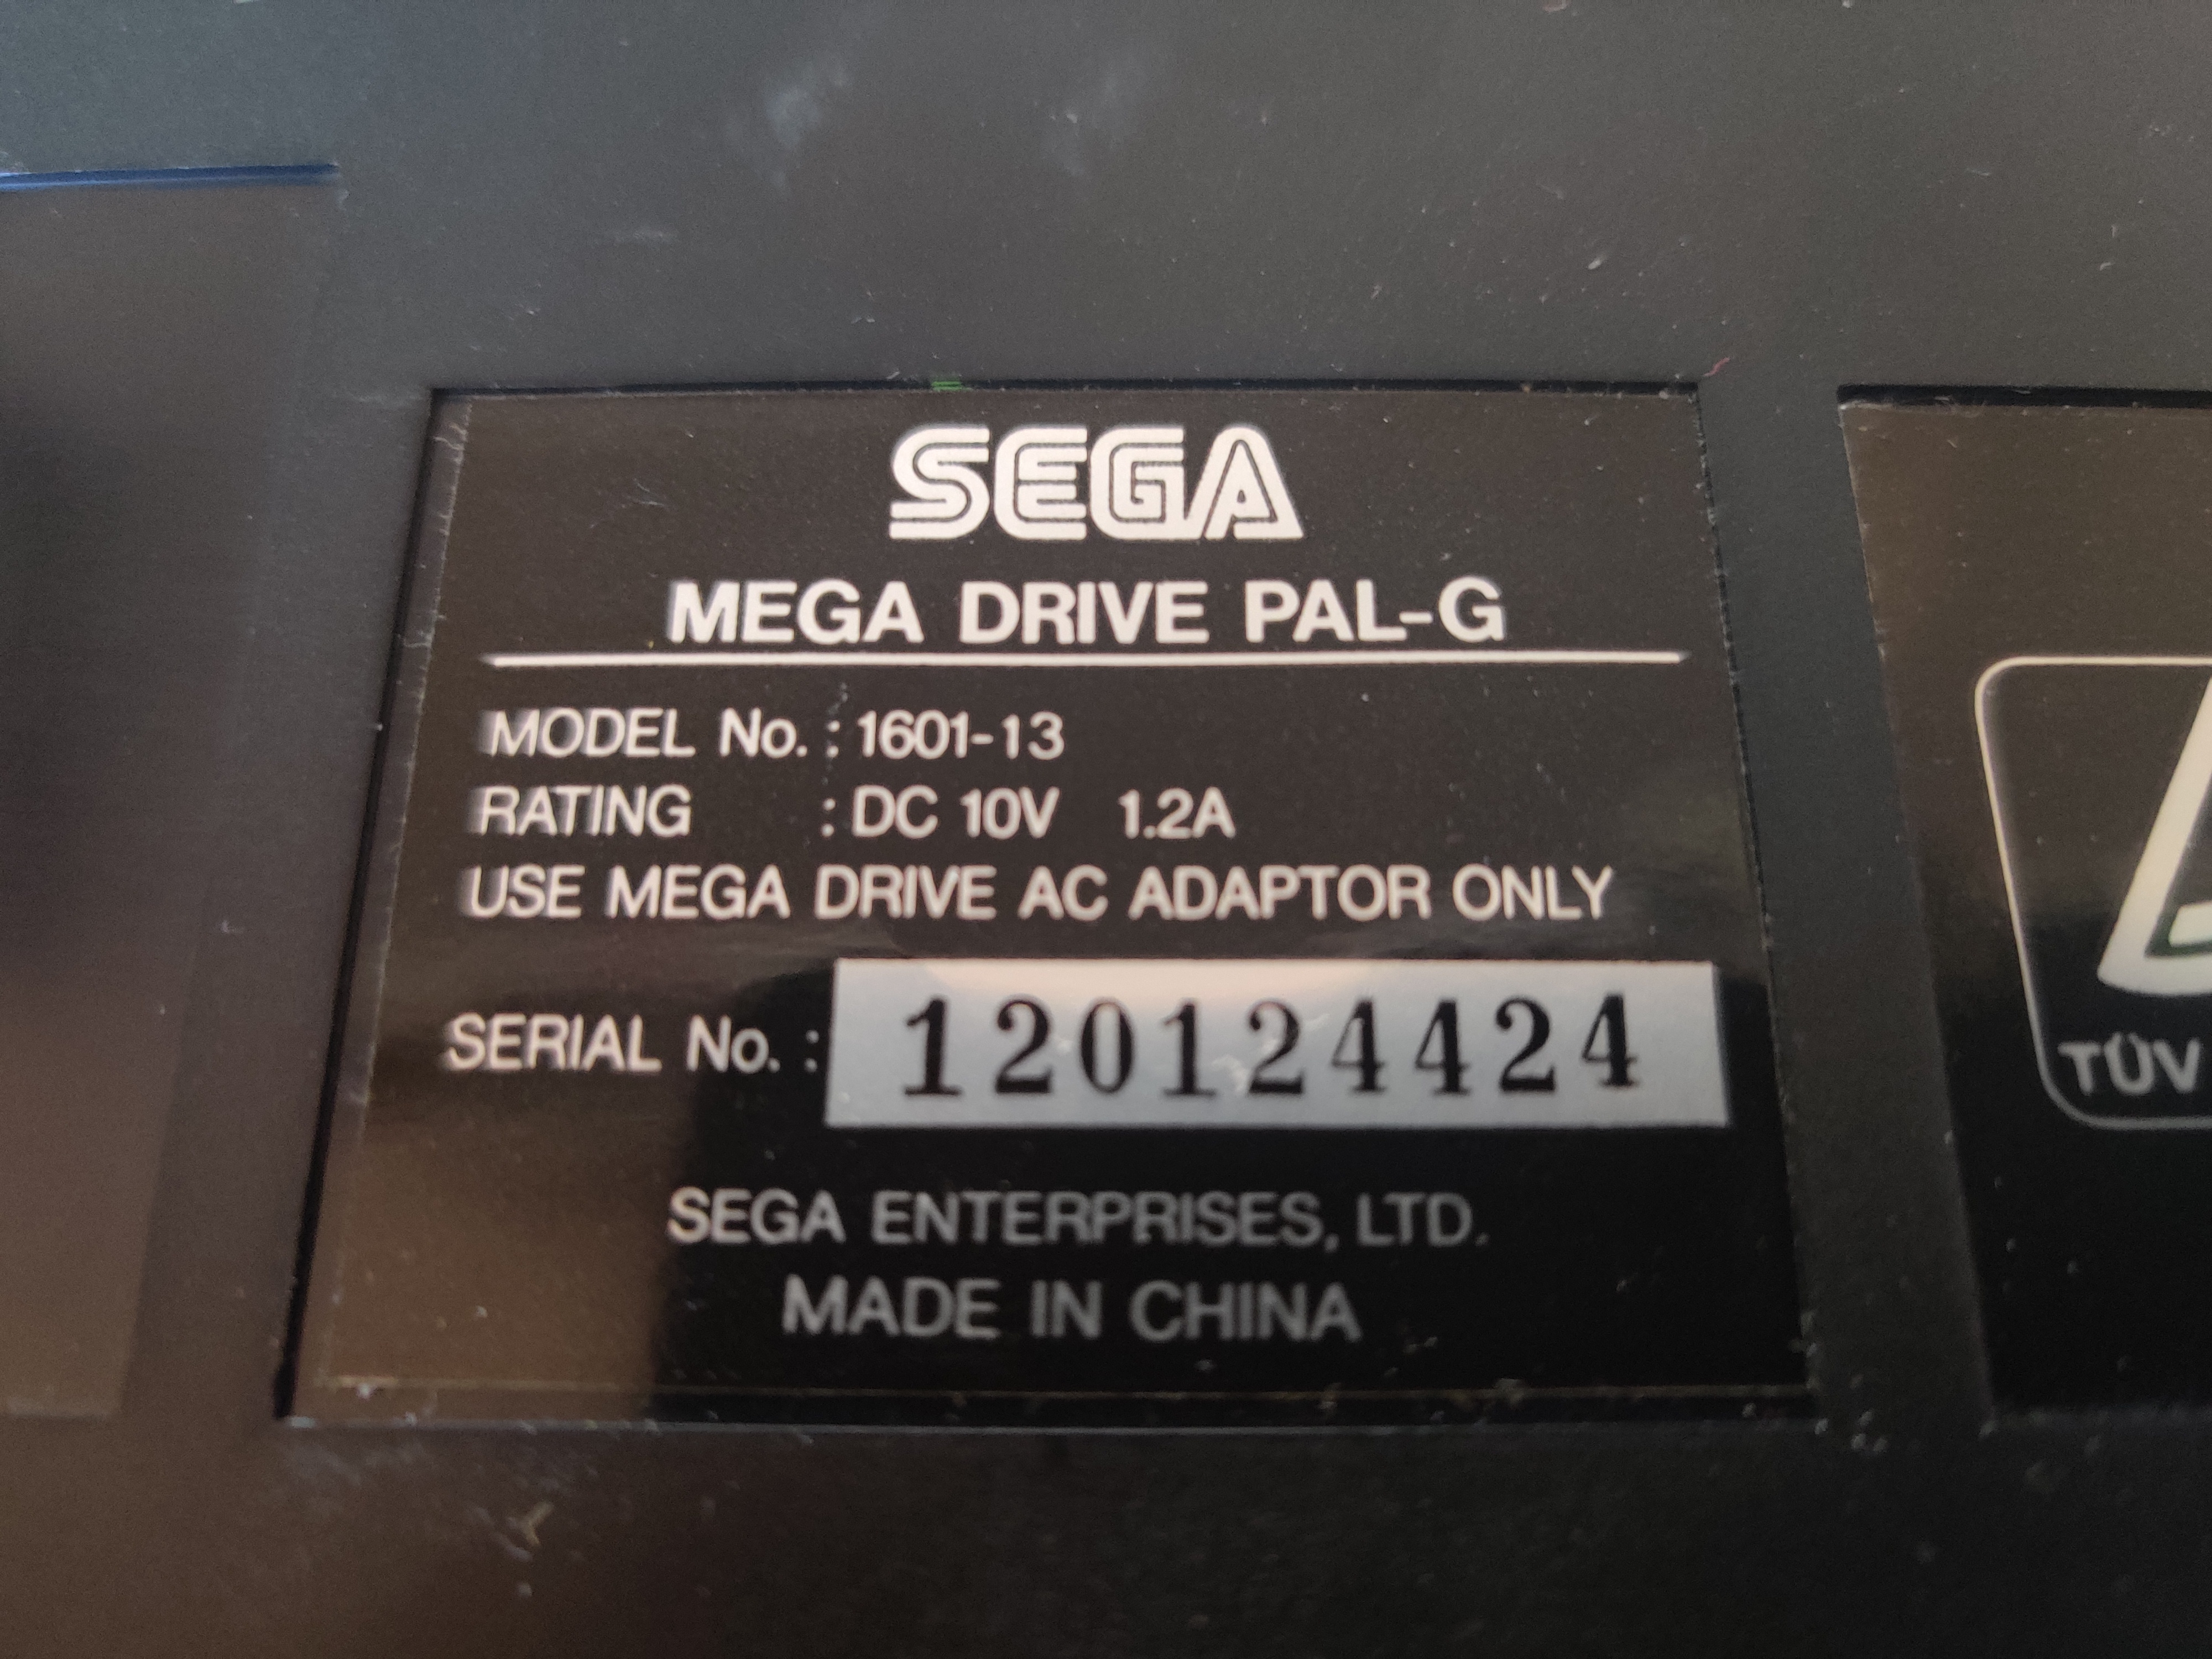 SEGA
MEGA DRIVE PAL-G
MODEL No. : 1601-13
RATING : DC 10V 1.2A
USE MEGA DRIVE AC ADAPTOR ONLY
SERIAL No. : 120124424
SEGA ENTERPRISES, LTD.
MADE IN CHINA
TÜV